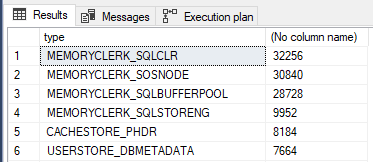 Results Messages Execution plan
type (No column name)
1 MEMORYCLERK_SQLCLR 32256
2 MEMORYCLERK_SOSNODE 30840
3 MEMORYCLERK_SQLBUFFERPOOL 28728
4 MEMORYCLERK_SQLSTORENG 9952
5 CACHESTORE_PHDR 8184
6 USERSTORE_DBMETADATA 7664